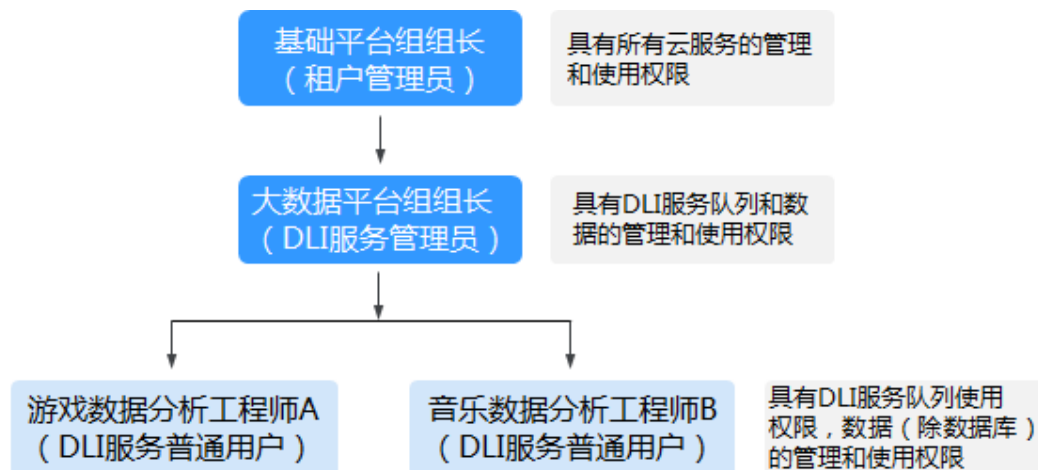 基础平台组组长
（租户管理员）
具有所有云服务的管理
和使用权限
大数据平台组组长
（DLI服务管理员）
具有DLI服务队列和数
据的管理和使用权限
游戏数据分析工程师A
（DLI服务普通用户）
音乐数据分析工程师B
（DLI服务普通用户）
具有DLI服务队列使用
权限，数据（除数据库）
的管理和使用权限